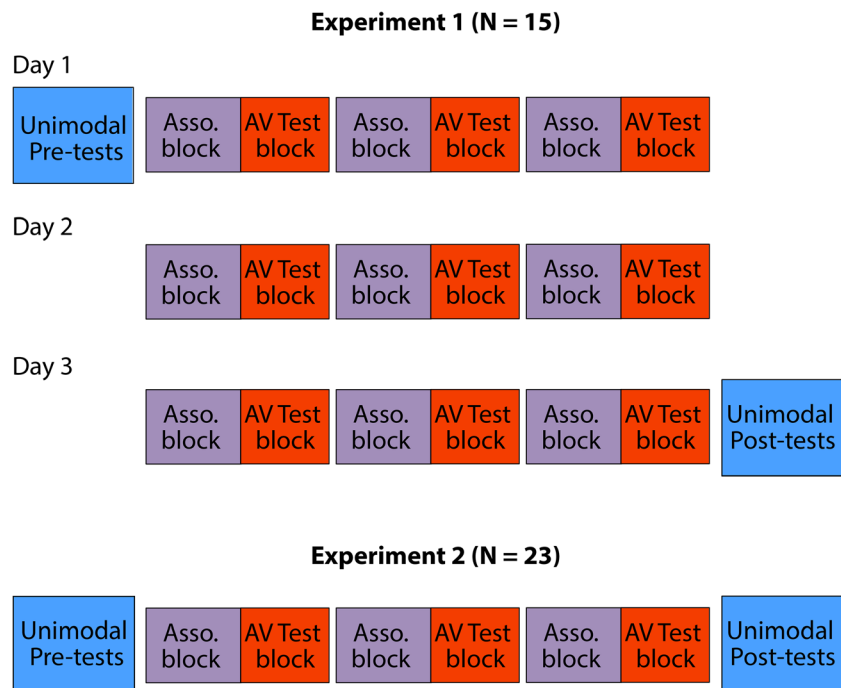 Experiment 1 (N = 15)
Day 1
Unimodal
Pre-tests
Asso.
block
AV Test
block
Asso.
block
AV Test
block
Asso.
block
AV Test
block
Day 2
Asso.
block
AV Test
block
Asso.
block
AV Test
block
Asso.
block
AV Test
block
Day 3
Asso.
block
AV Test
block
Asso.
block
AV Test
block
Asso.
block
AV Test
block
Unimodal
Post-tests
Experiment 2 (N = 23)
Unimodal
Pre-tests
Asso.
block
AV Test
block
Asso.
block
AV Test
block
Asso.
block
AV Test
block
Unimodal
Post-tests